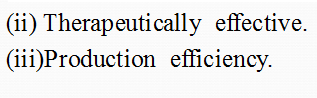 (ii) Therapeutically effective.
(iii)Production efficiency.